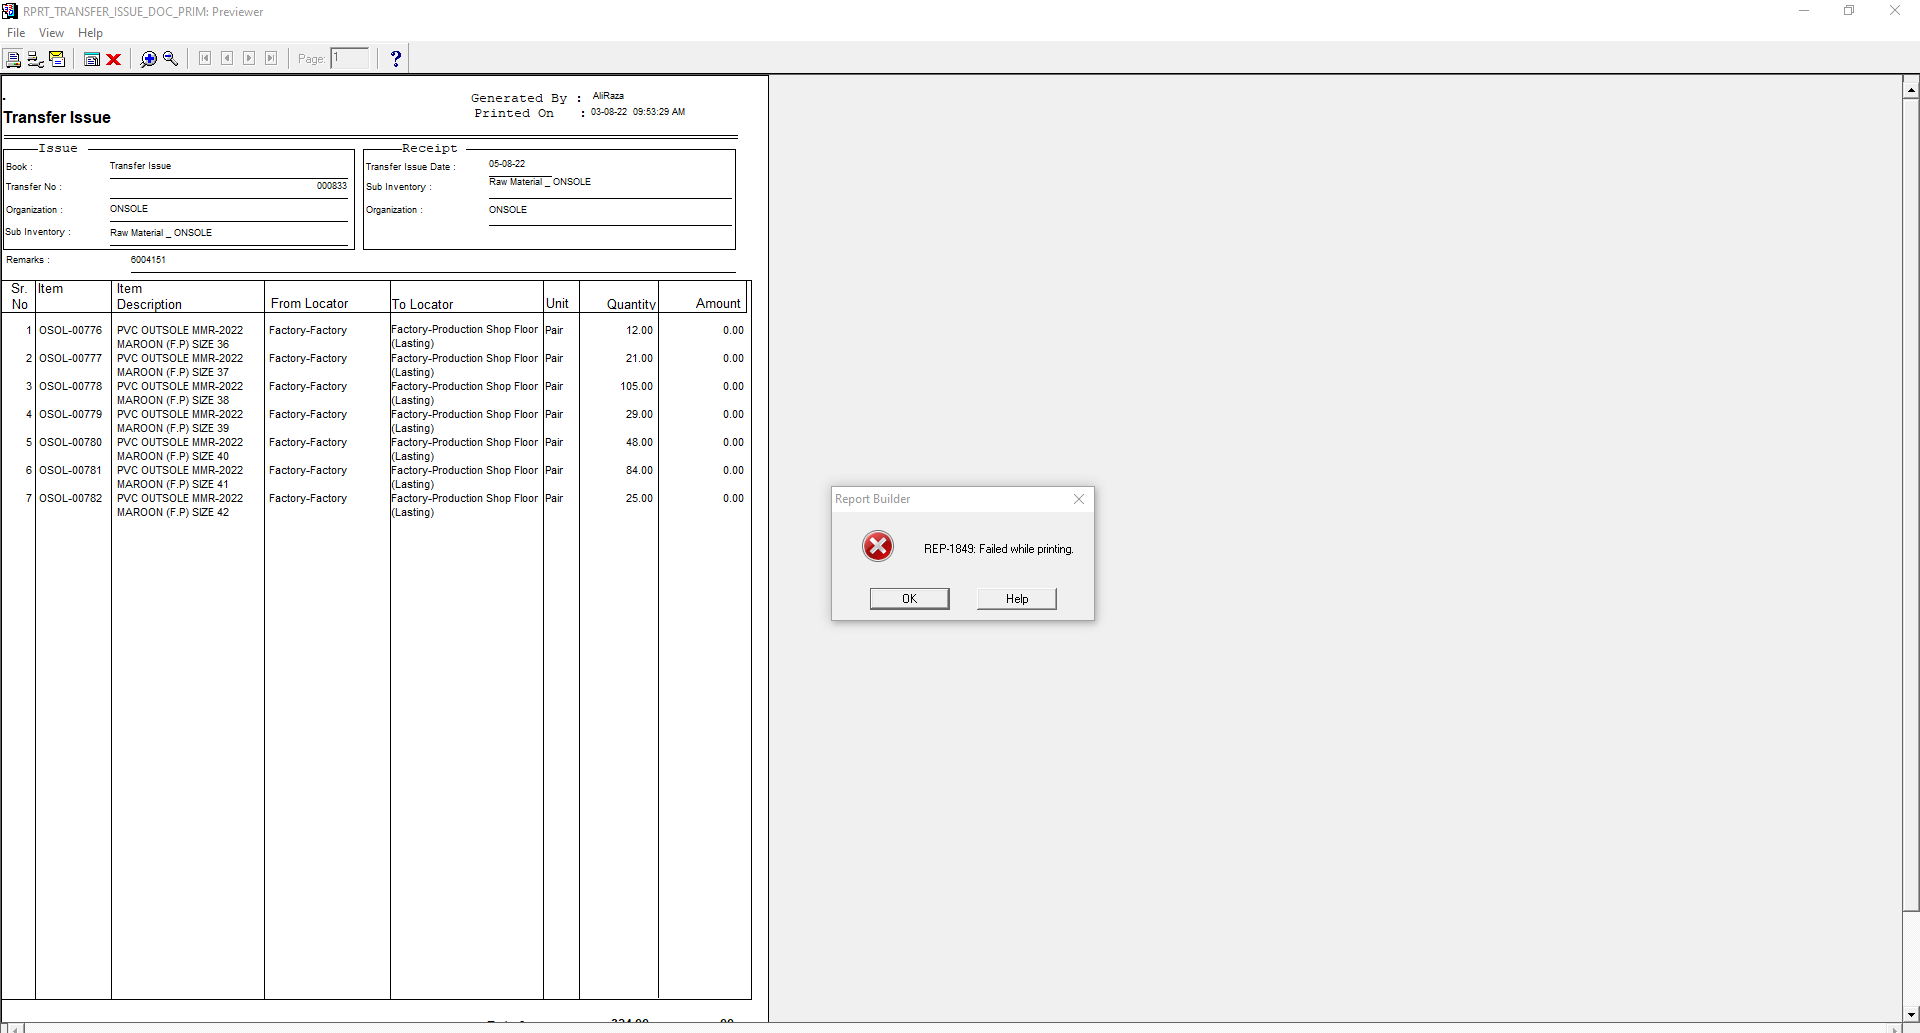 RPRT_TRANSFER_ISSUE_DOC_PRIM: Previewer
File View Help
Page: 1 ?
.
Generated By : AliRaza
Printed On : 03-08-22 09:53:29 AM
Transfer Issue
Issue
Book : Transfer Issue
Transfer No : 000833
Organization : ONSOLE
Sub Inventory : Raw Material _ ONSOLE
Receipt
Transfer Issue Date : 05-08-22
Sub Inventory : Raw Material _ ONSOLE
Organization : ONSOLE
Remarks : 6004151
Sr. No Item Item Description From Locator To Locator Unit Quantity Amount
1 OSOL-00776 PVC OUTSOLE MMR-2022 Factory-Factory Factory-Production Shop Floor Pair 12.00 0.00
MAROON (F.P) SIZE 36 (Lasting)
2 OSOL-00777 PVC OUTSOLE MMR-2022 Factory-Factory Factory-Production Shop Floor Pair 21.00 0.00
MAROON (F.P) SIZE 37 (Lasting)
3 OSOL-00778 PVC OUTSOLE MMR-2022 Factory-Factory Factory-Production Shop Floor Pair 105.00 0.00
MAROON (F.P) SIZE 38 (Lasting)
4 OSOL-00779 PVC OUTSOLE MMR-2022 Factory-Factory Factory-Production Shop Floor Pair 29.00 0.00
MAROON (F.P) SIZE 39 (Lasting)
5 OSOL-00780 PVC OUTSOLE MMR-2022 Factory-Factory Factory-Production Shop Floor Pair 48.00 0.00
MAROON (F.P) SIZE 40 (Lasting)
6 OSOL-00781 PVC OUTSOLE MMR-2022 Factory-Factory Factory-Production Shop Floor Pair 84.00 0.00
MAROON (F.P) SIZE 41 (Lasting)
7 OSOL-00782 PVC OUTSOLE MMR-2022 Factory-Factory Factory-Production Shop Floor Pair 25.00 0.00
MAROON (F.P) SIZE 42 (Lasting)
Report Builder
REP-1849: Failed while printing.
OK Help